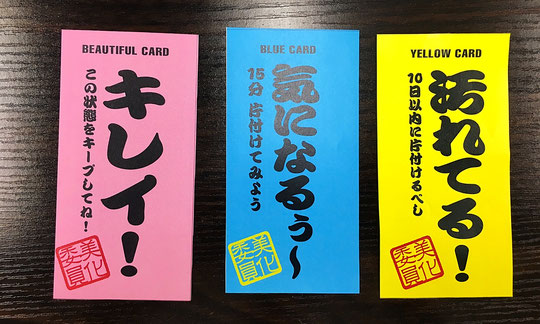 BEAUTIFUL CARD
キレイ!
この状態をキープしてね!
美化
委員
BLUE CARD
気になるぅ～
15分 片付けてみよう
美化
委員
YELLOW CARD
汚れてる!
10日以内に片付けるべし
美化
委員